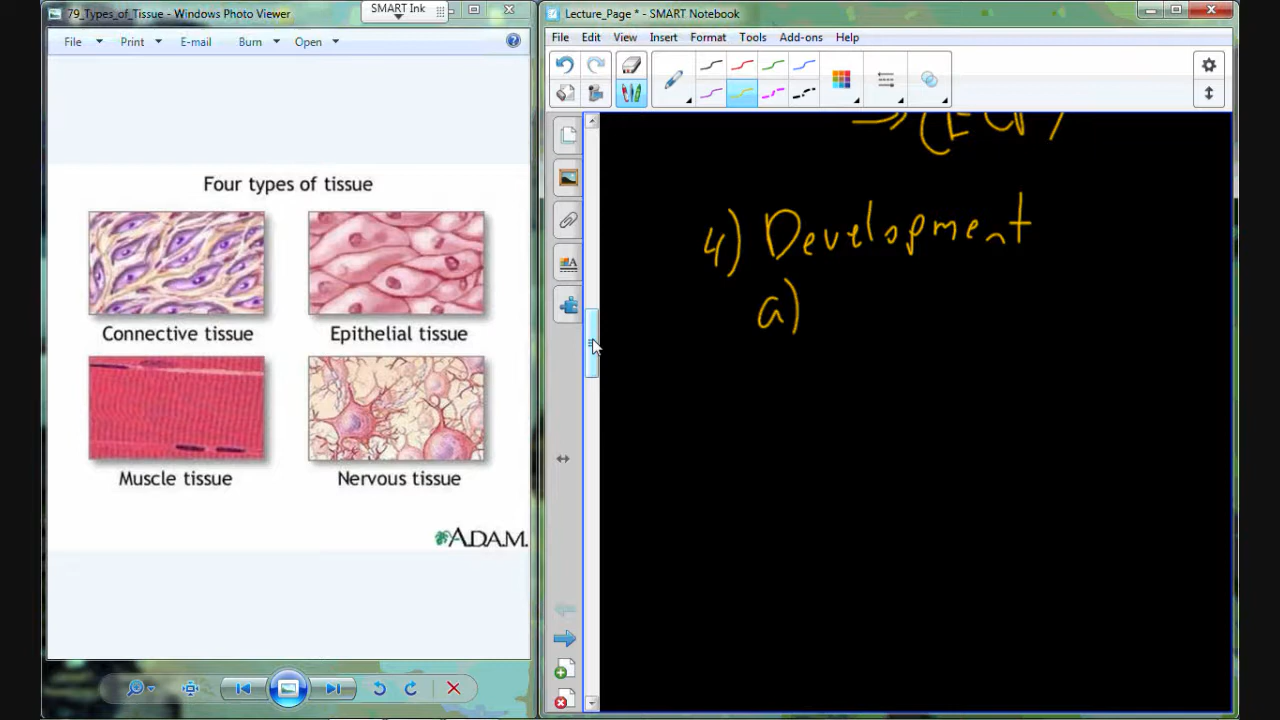 79_Types_of_Tissue - Windows Photo Viewer
SMART Ink
File Print E-mail Burn Open
Four types of tissue
Connective tissue Epithelial tissue
Muscle tissue Nervous tissue
A.D.A.M.
Lecture_Page * - SMART Notebook
File Edit View Insert Format Tools Add-ons Help
4) Development
a)